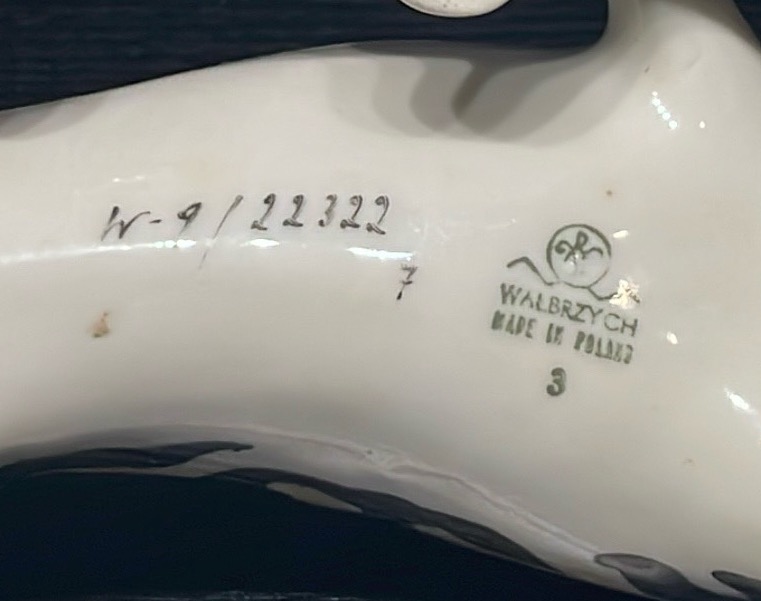 W-9/22322
7
WAŁBRZYCH
MADE IN POLAND
3